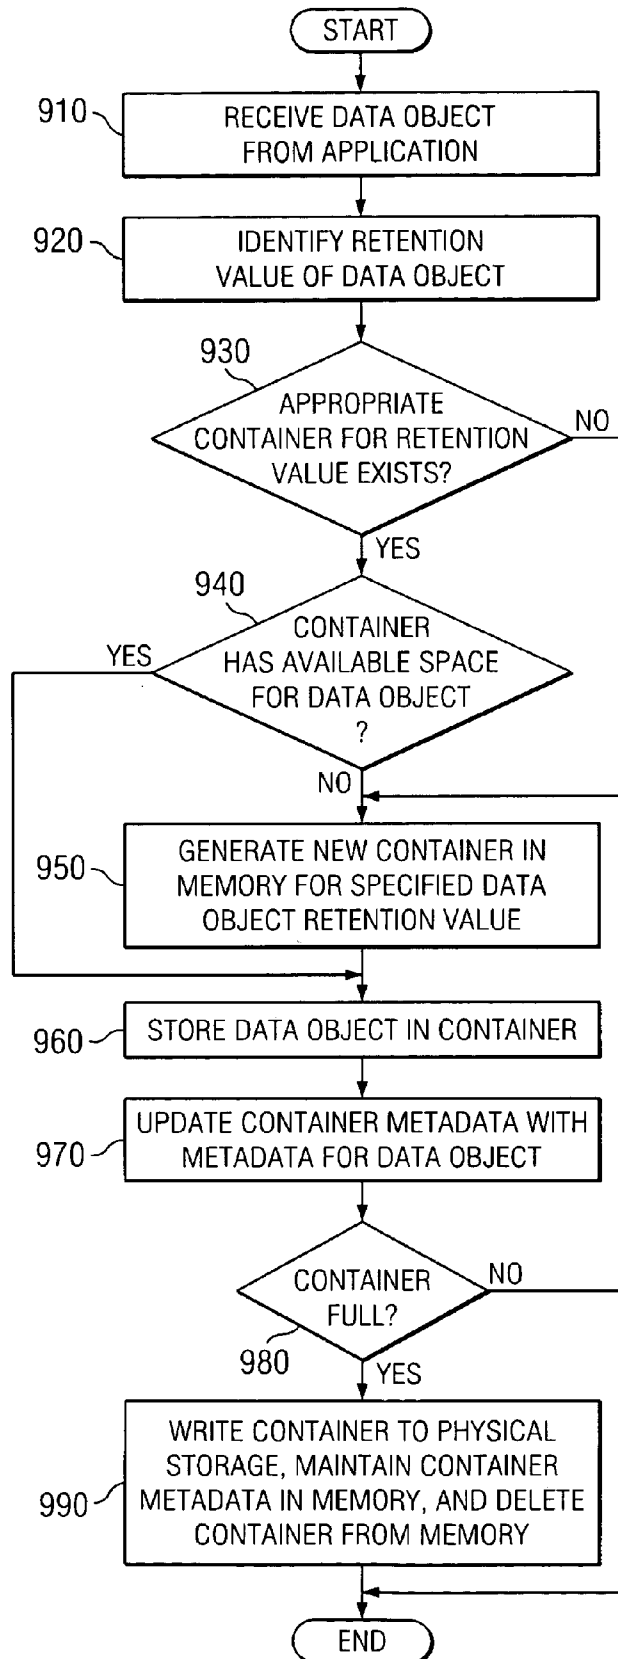 START
910
RECEIVE DATA OBJECT
FROM APPLICATION
920
IDENTIFY RETENTION
VALUE OF DATA OBJECT
930
APPROPRIATE
CONTAINER FOR RETENTION
VALUE EXISTS?
NO
YES
940
CONTAINER
HAS AVAILABLE SPACE
FOR DATA OBJECT
?
YES
NO
950
GENERATE NEW CONTAINER IN
MEMORY FOR SPECIFIED DATA
OBJECT RETENTION VALUE
960
STORE DATA OBJECT IN CONTAINER
970
UPDATE CONTAINER METADATA WITH
METADATA FOR DATA OBJECT
CONTAINER
FULL?
NO
980
YES
990
WRITE CONTAINER TO PHYSICAL
STORAGE, MAINTAIN CONTAINER
METADATA IN MEMORY, AND DELETE
CONTAINER FROM MEMORY
END